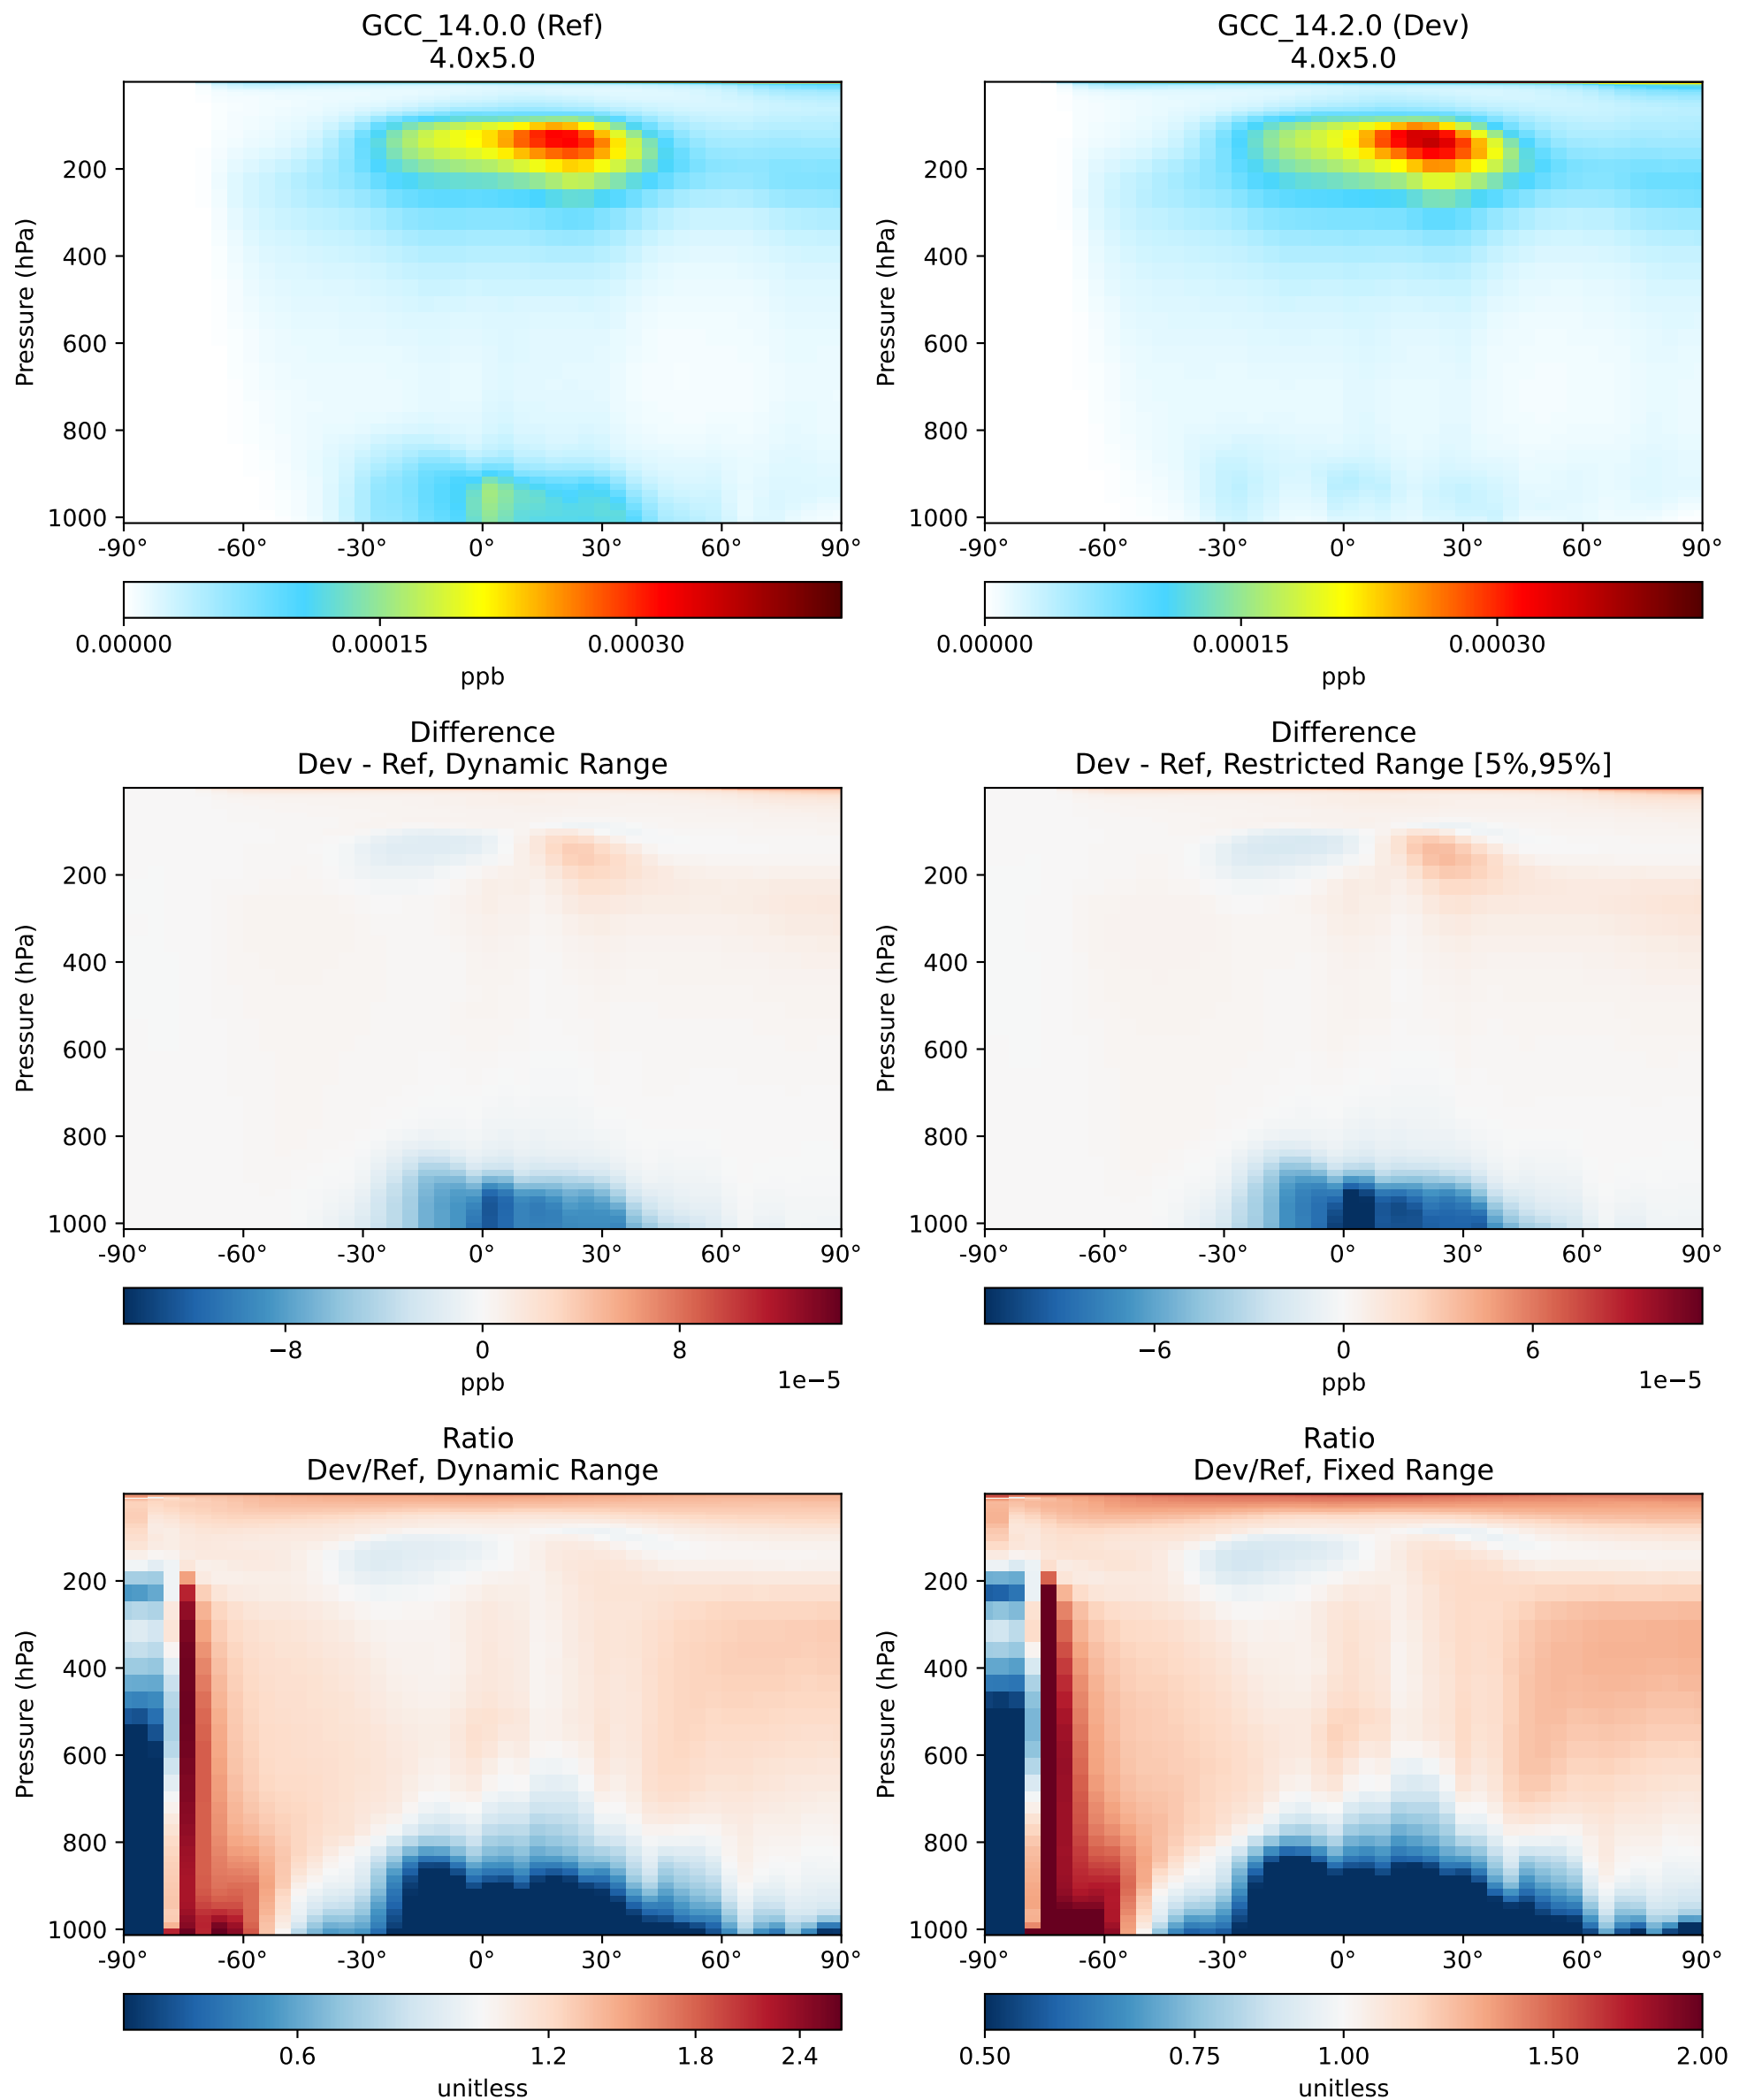 GCC_14.0.0 (Ref)
4.0x5.0
GCC_14.2.0 (Dev)
4.0x5.0
Pressure (hPa)
200
400
600
800
1000
-90° -60° -30° 0° 30° 60° 90°
Pressure (hPa)
200
400
600
800
1000
-90° -60° -30° 0° 30° 60° 90°
0.00000 0.00015 0.00030
ppb
0.00000 0.00015 0.00030
ppb
Difference
Dev - Ref, Dynamic Range
Difference
Dev - Ref, Restricted Range [5%,95%]
Pressure (hPa)
200
400
600
800
1000
-90° -60° -30° 0° 30° 60° 90°
Pressure (hPa)
200
400
600
800
1000
-90° -60° -30° 0° 30° 60° 90°
−8 0 8
ppb 1e−5
−6 0 6
ppb 1e−5
Ratio
Dev/Ref, Dynamic Range
Ratio
Dev/Ref, Fixed Range
Pressure (hPa)
200
400
600
800
1000
-90° -60° -30° 0° 30° 60° 90°
Pressure (hPa)
200
400
600
800
1000
-90° -60° -30° 0° 30° 60° 90°
0.6 1.2 1.8 2.4
unitless
0.50 0.75 1.00 1.50 2.00
unitless